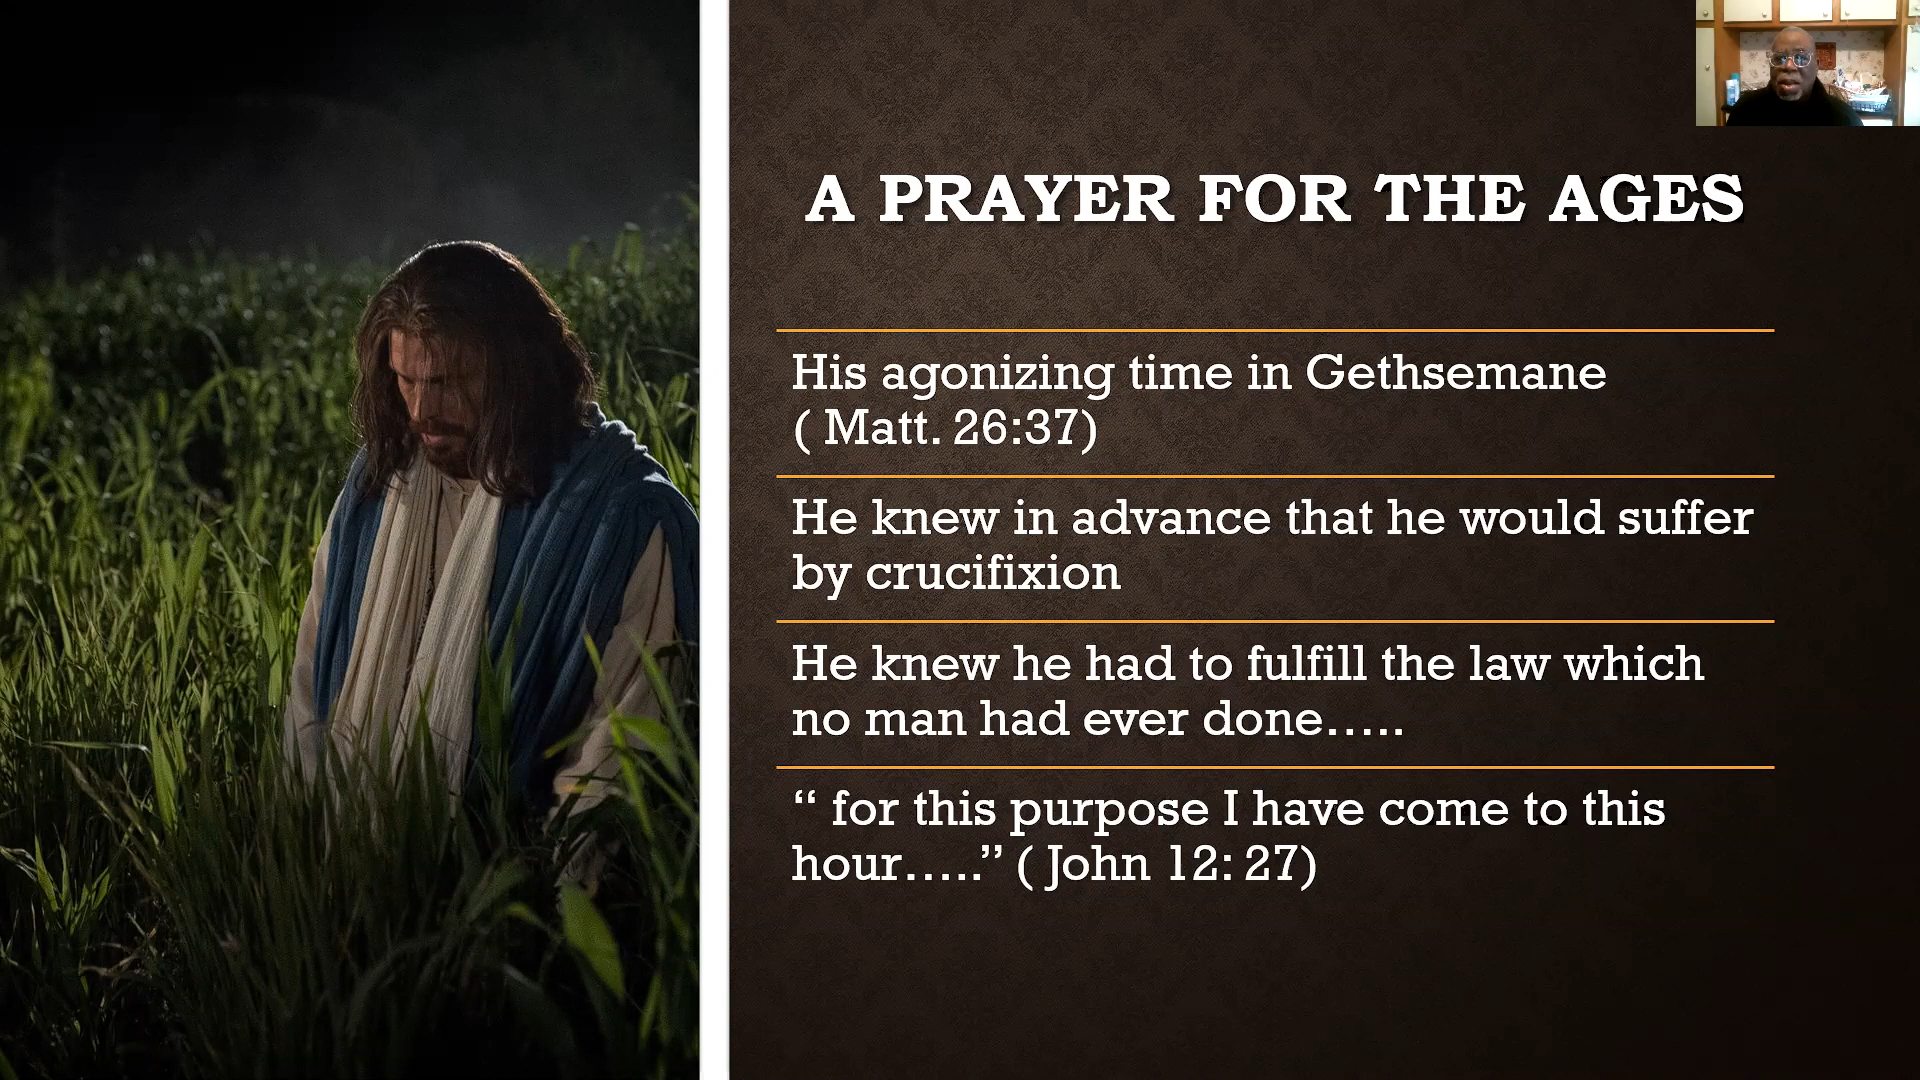 A PRAYER FOR THE AGES
His agonizing time in Gethsemane
( Matt. 26:37)
He knew in advance that he would suffer
by crucifixion
He knew he had to fulfill the law which
no man had ever done…..
“ for this purpose I have come to this
hour…..” ( John 12: 27)